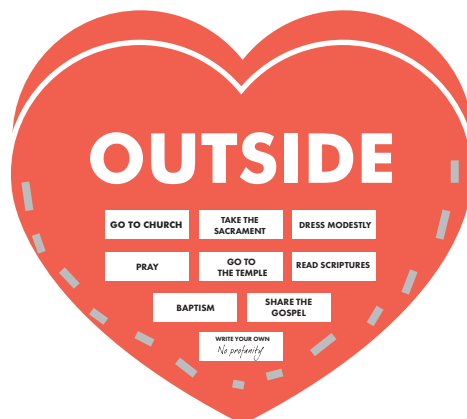 OUTSIDE
GO TO CHURCH
TAKE THE
SACRAMENT
DRESS MODESTLY
PRAY
GO TO
THE TEMPLE
READ SCRIPTURES
BAPTISM
SHARE THE
GOSPEL
WRITE YOUR OWN
No profanity